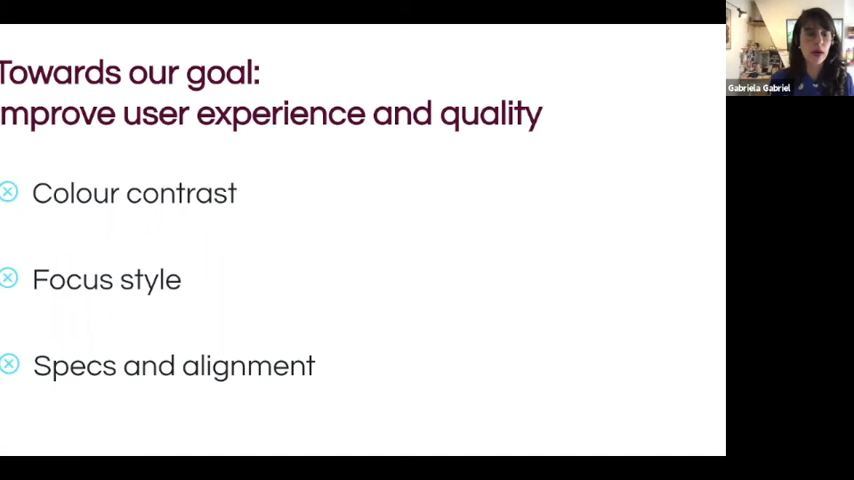 Towards our goal:
mprove user experience and quality
Colour contrast
Focus style
Specs and alignment
Gabriela Gabriel